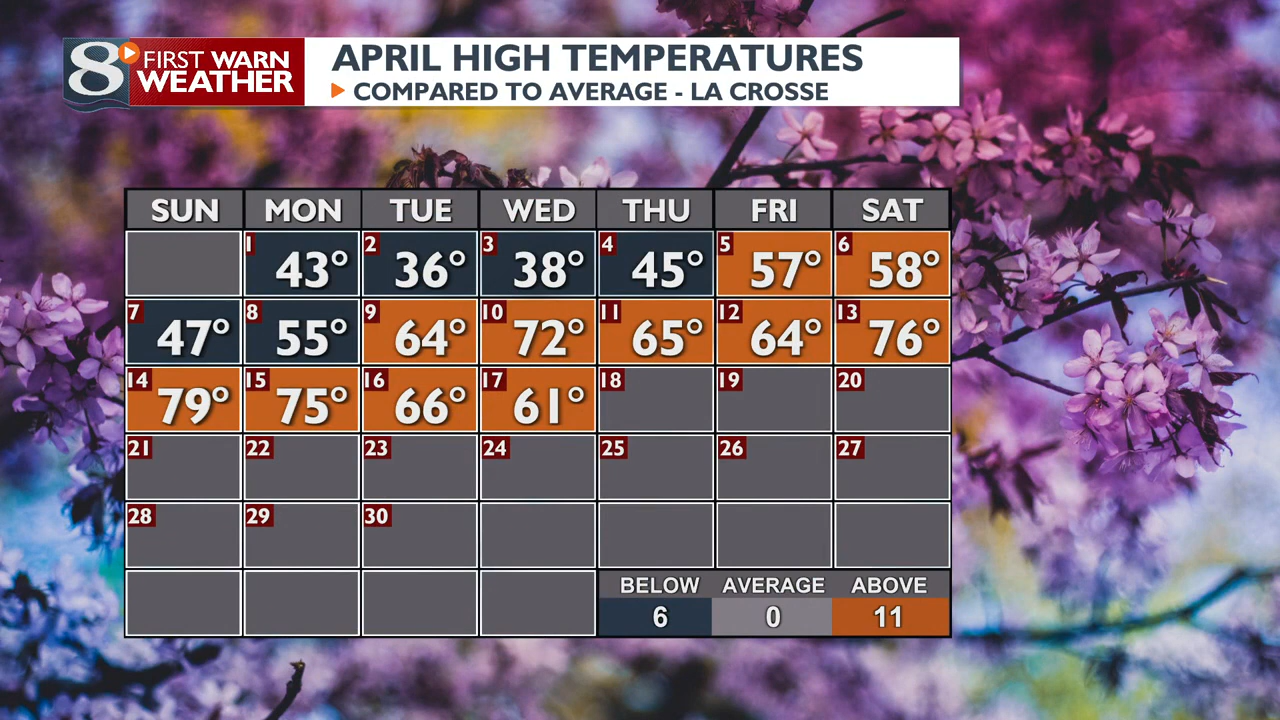 8 FIRST WARN WEATHER
APRIL HIGH TEMPERATURES
COMPARED TO AVERAGE - LA CROSSE
SUN MON TUE WED THU FRI SAT
1 43° 2 36° 3 38° 4 45° 5 57° 6 58°
7 47° 8 55° 9 64° 10 72° 11 65° 12 64° 13 76°
14 79° 15 75° 16 66° 17 61° 18 19 20
21 22 23 24 25 26 27
28 29 30
BELOW AVERAGE ABOVE
6 0 11